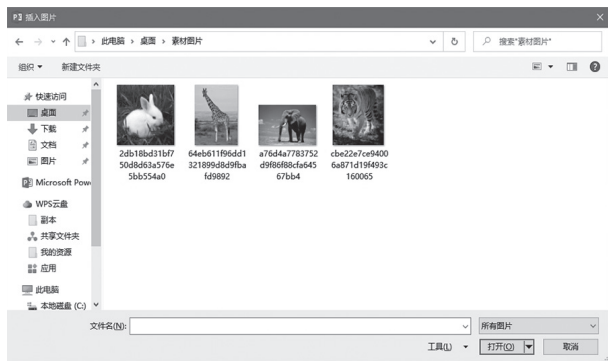 插入图片
此电脑 › 桌面 › 素材图片
搜索"素材图片"
组织
新建文件夹
快速访问
桌面
下载
文档
图片
Microsoft Pow
WPS云盘
副本
共享文件夹
我的资源
应用
此电脑
本地磁盘 (C:)
2db18bd31bf7
50d8d63a576e
5bb554a0
64eb611f96dd1
321899d8d9fba
fd9892
a76d4a7783752
d9f86f88cfa645
67bb4
cbe22e7ce9400
6a871d19f493c
160065
文件名(N):
所有图片
工具(L)
打开(O)
取消